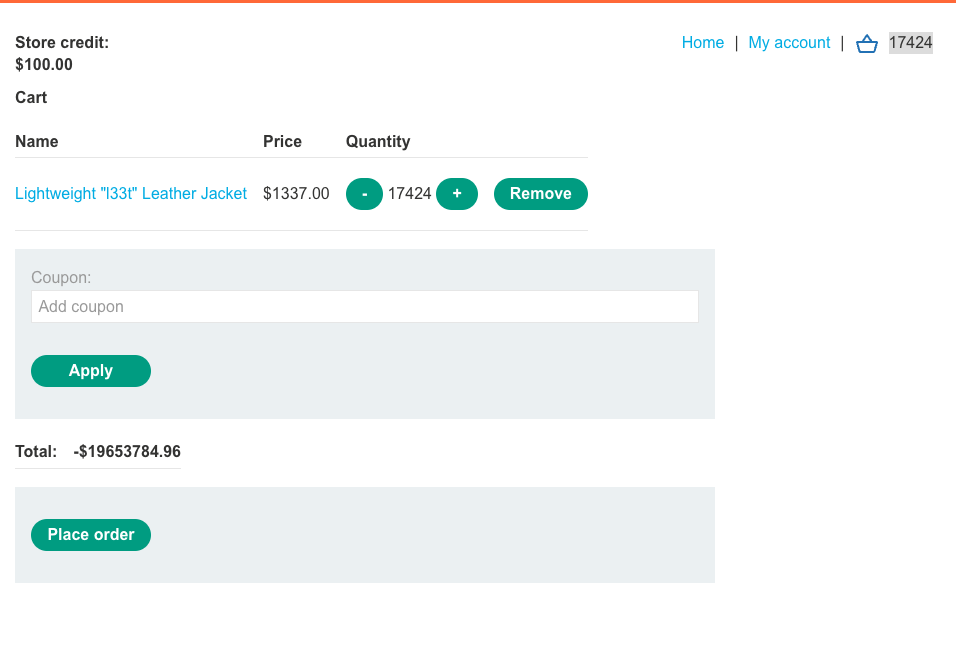 Store credit:
$100.00
Home | My account | 17424
Cart
Name Price Quantity
Lightweight "l33t" Leather Jacket $1337.00 - 17424 + Remove
Coupon:
Add coupon
Apply
Total: -$19653784.96
Place order